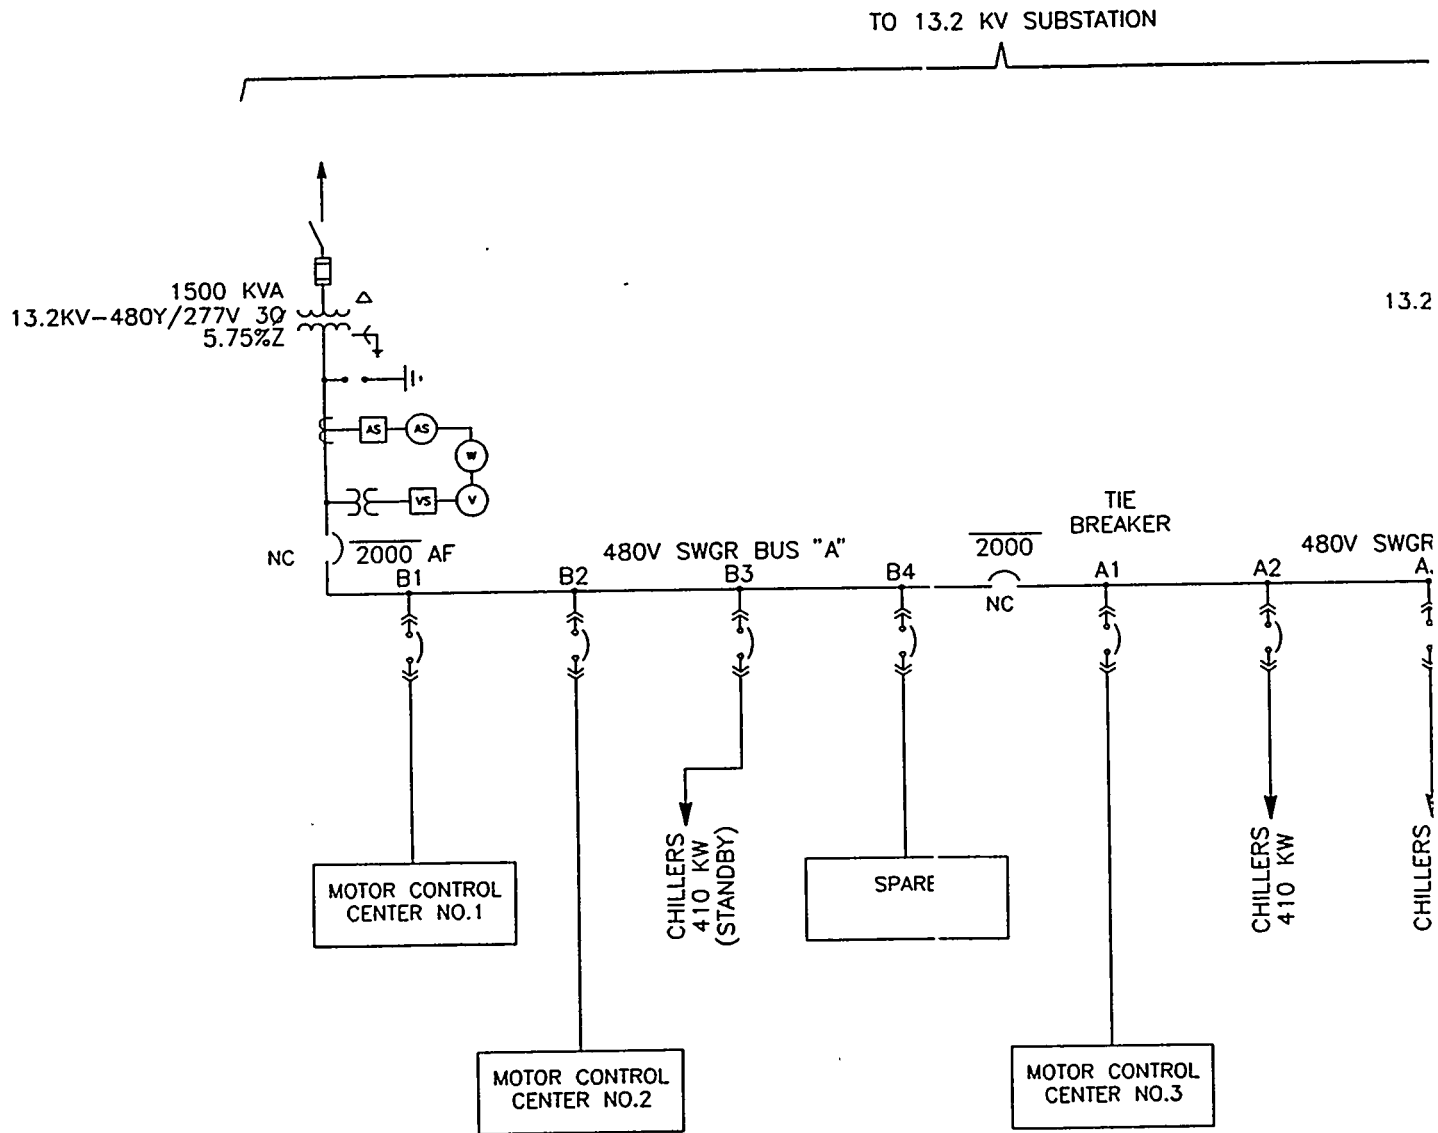 TO 13.2 KV SUBSTATION
1500 KVA
13.2KV-480Y/277V 3Ø
5.75%Z
13.2
AS
AS
W
VS
V
NC
2000 AF
480V SWGR BUS "A"
2000
TIE
BREAKER
NC
480V SWGR
B1
B2
B3
B4
A1
A2
A
CHILLERS
410 KW
(STANDBY)
CHILLERS
410 KW
CHILLERS
MOTOR CONTROL
CENTER NO.1
SPARE
MOTOR CONTROL
CENTER NO.2
MOTOR CONTROL
CENTER NO.3